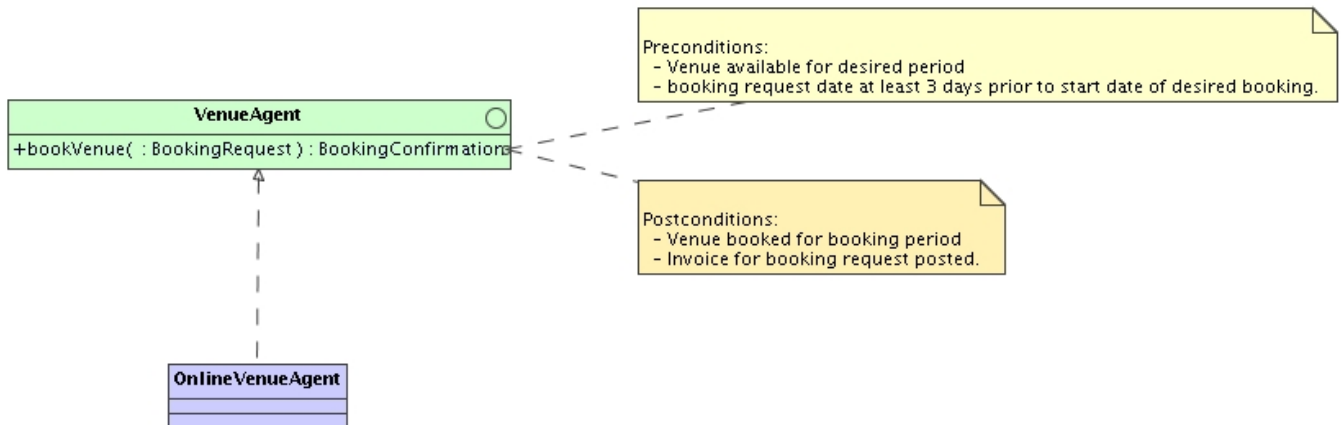 Preconditions:
- Venue available for desired period
- booking request date at least 3 days prior to start date of desired booking.
VenueAgent
+bookVenue( : BookingRequest ) : BookingConfirmation
Postconditions:
- Venue booked for booking period
- Invoice for booking request posted.
OnlineVenueAgent